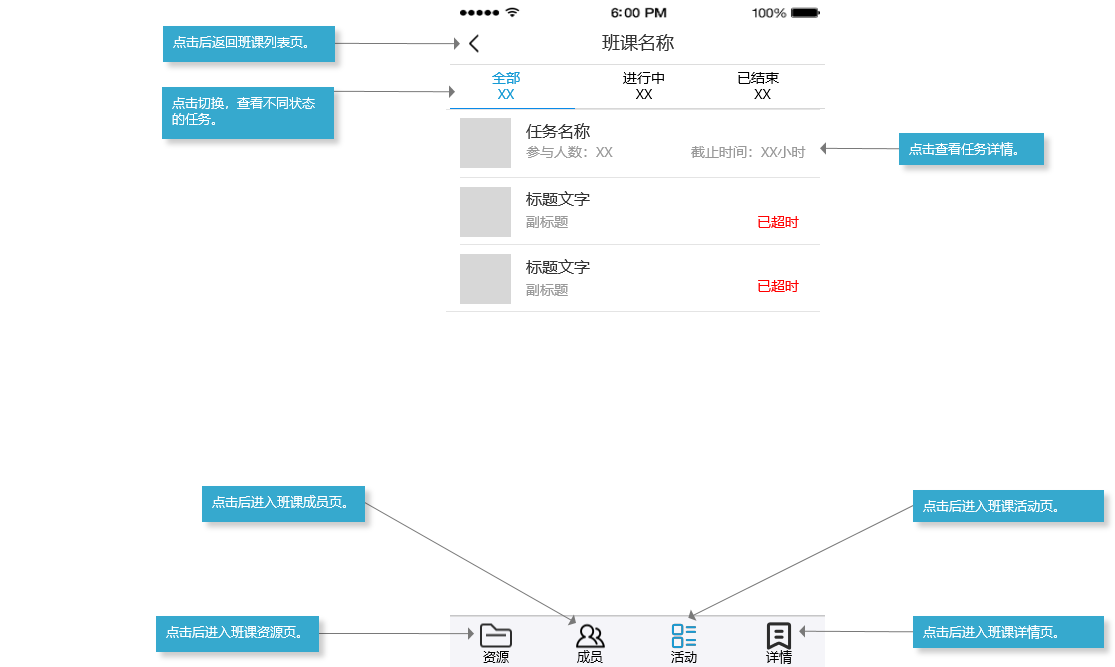 6:00 PM
100%
点击后返回班课列表页。
班课名称
全部
XX
进行中
XX
已结束
XX
点击切换，查看不同状态
的任务。
任务名称
参与人数：XX
截止时间：XX小时
点击查看任务详情。
标题文字
副标题
已超时
标题文字
副标题
已超时
点击后进入班课成员页。
点击后进入班课活动页。
点击后进入班课资源页。
点击后进入班课详情页。
资源
成员
活动
详情